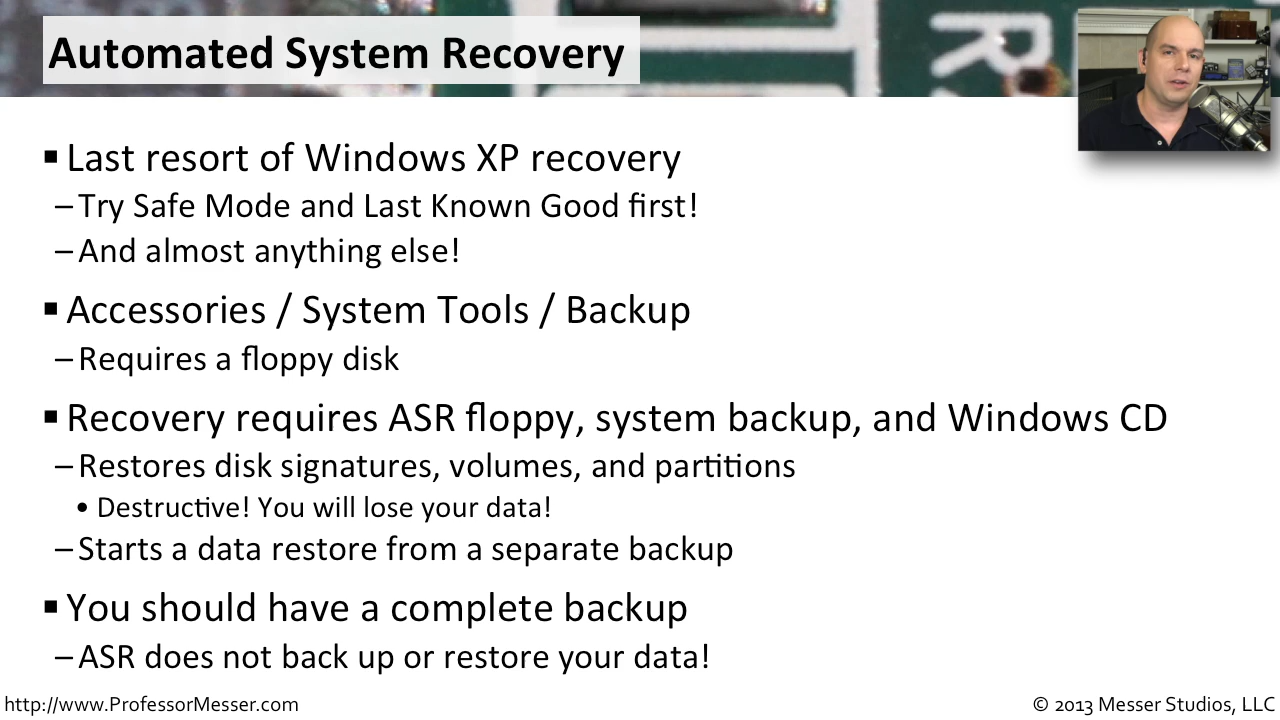 Automated System Recovery
▪ Last resort of Windows XP recovery
– Try Safe Mode and Last Known Good first!
– And almost anything else!
▪ Accessories / System Tools / Backup
– Requires a floppy disk
▪ Recovery requires ASR floppy, system backup, and Windows CD
– Restores disk signatures, volumes, and partitions
• Destructive! You will lose your data!
– Starts a data restore from a separate backup
▪ You should have a complete backup
– ASR does not back up or restore your data!
http://www.ProfessorMesser.com
© 2013 Messer Studios, LLC